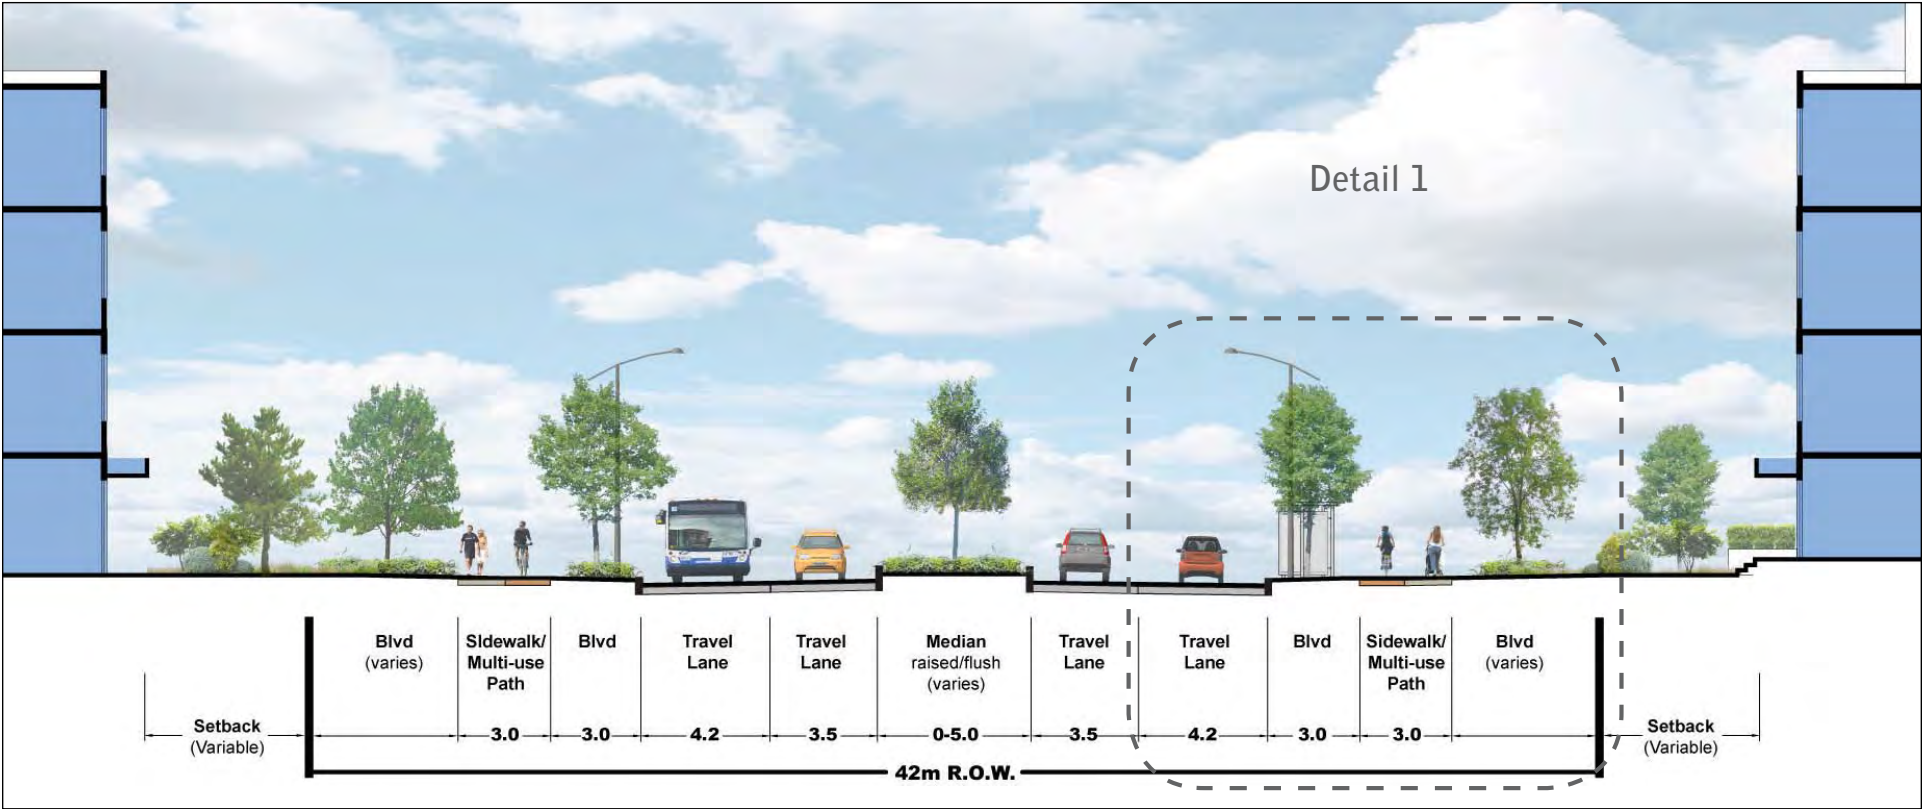 Detail 1
Blvd
(varies)
SIdewalk/
Multi-use
Path
Blvd
Travel
Lane
Travel
Lane
Median
raised/flush
(varies)
Travel
Lane
Travel
Lane
Blvd
Sidewalk/
Multi-use
Path
Blvd
(varies)
Setback
(Variable)
3.0
3.0
4.2
3.5
0-5.0
3.5
4.2
3.0
3.0
Setback
(Variable)
42m R.O.W.